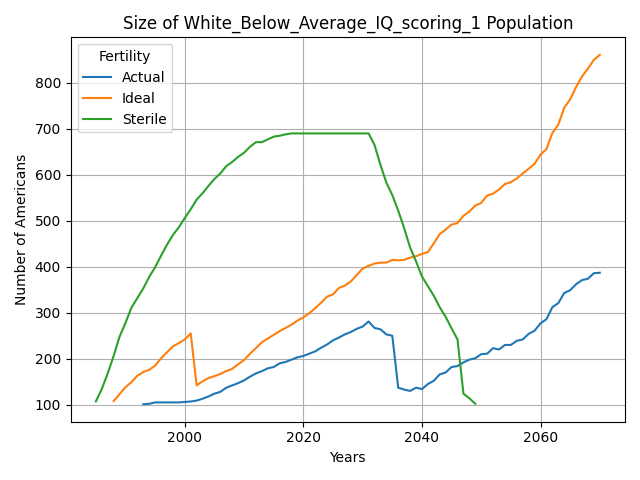 Size of White_Below_Average_IQ_scoring_1 Population
Fertility
Actual
Ideal
Sterile
Number of Americans
800
700
600
500
400
300
200
100
2000
2020
2040
2060
Years